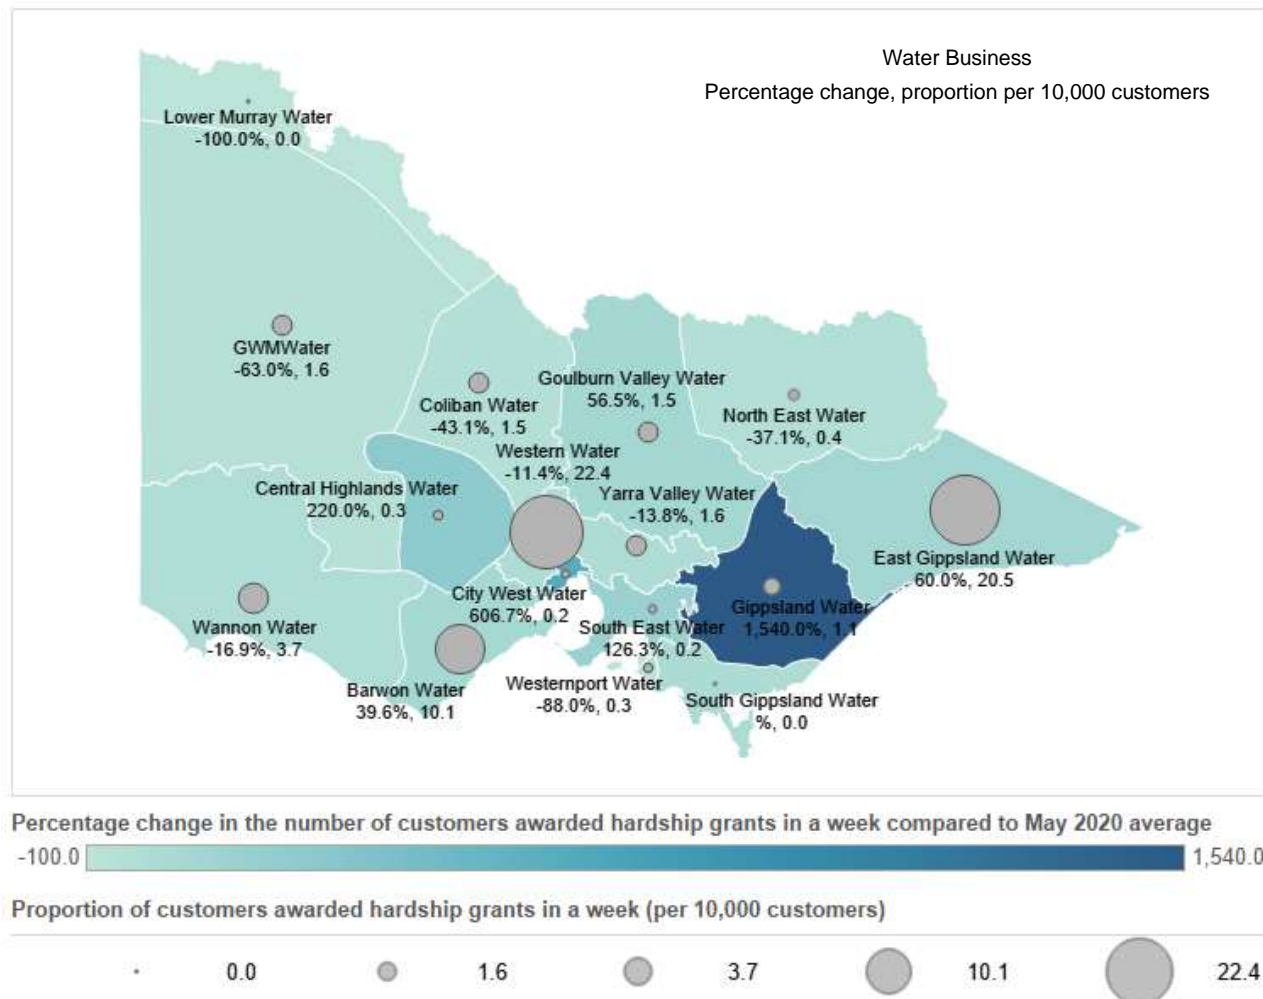 Water Business
Percentage change, proportion per 10,000 customers
Lower Murray Water
-100.0%, 0.0
GWMWater
-63.0%, 1.6
Coliban Water
-43.1%, 1.5
Goulburn Valley Water
56.5%, 1.5
North East Water
-37.1%, 0.4
Western Water
-11.4%, 22.4
Central Highlands Water
220.0%, 0.3
Yarra Valley Water
-13.8%, 1.6
East Gippsland Water
60.0%, 20.5
City West Water
606.7%, 0.2
Gippsland Water
1,540.0%, 1.1
Wannon Water
-16.9%, 3.7
South East Water
126.3%, 0.2
Barwon Water
39.6%, 10.1
Westernport Water
-88.0%, 0.3
South Gippsland Water
%, 0.0
Percentage change in the number of customers awarded hardship grants in a week compared to May 2020 average
-100.0 1,540.0
Proportion of customers awarded hardship grants in a week (per 10,000 customers)
0.0 1.6 3.7 10.1 22.4